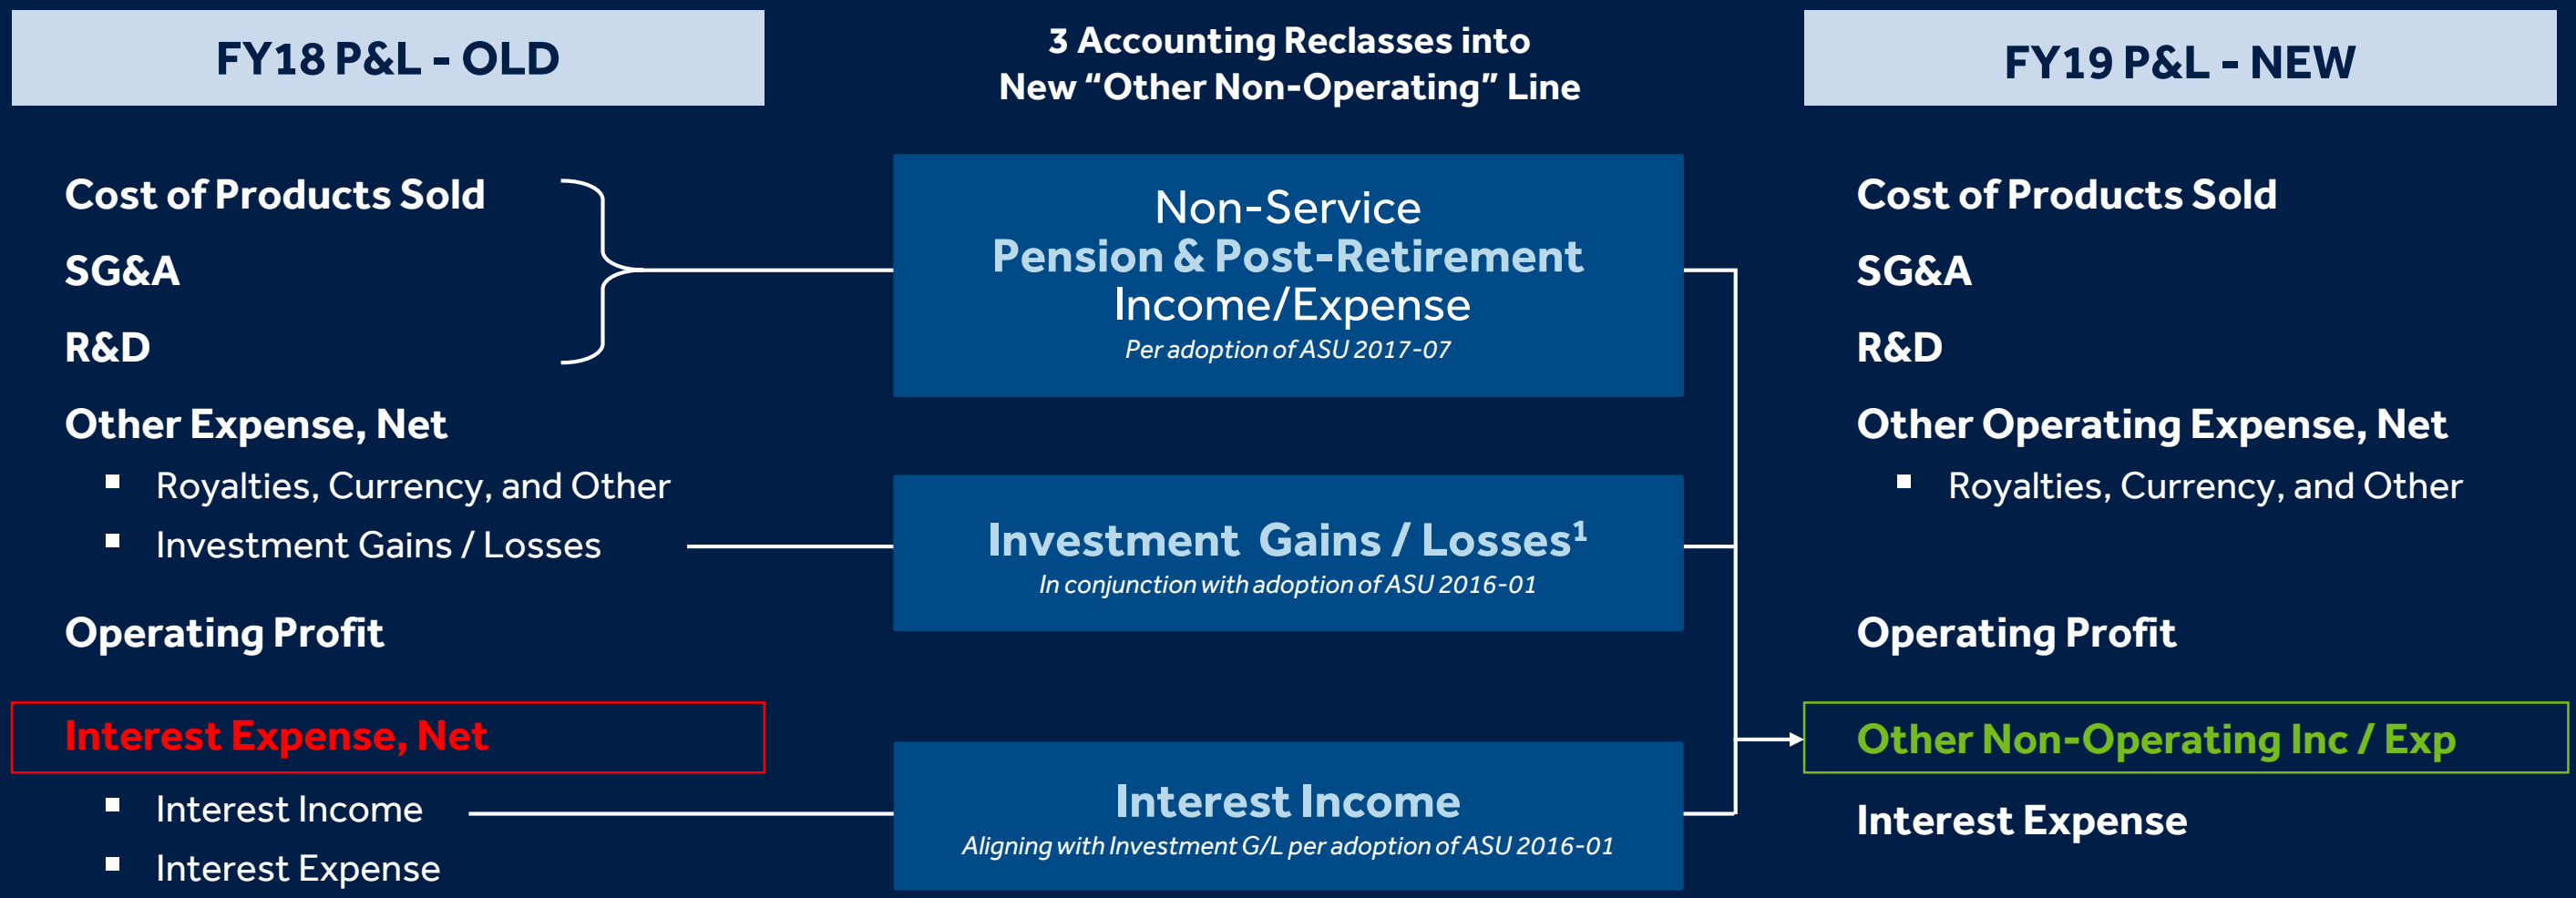 FY18 P&L - OLD
Cost of Products Sold
SG&A
R&D
Other Expense, Net
▪ Royalties, Currency, and Other
▪ Investment Gains / Losses
Operating Profit
Interest Expense, Net
▪ Interest Income
▪ Interest Expense
3 Accounting Reclasses into
New “Other Non-Operating” Line
Non-Service
Pension & Post-Retirement
Income/Expense
Per adoption of ASU 2017-07
Investment Gains / Losses¹
In conjunction with adoption of ASU 2016-01
Interest Income
Aligning with Investment G/L per adoption of ASU 2016-01
FY19 P&L - NEW
Cost of Products Sold
SG&A
R&D
Other Operating Expense, Net
▪ Royalties, Currency, and Other
Operating Profit
Other Non-Operating Inc / Exp
Interest Expense